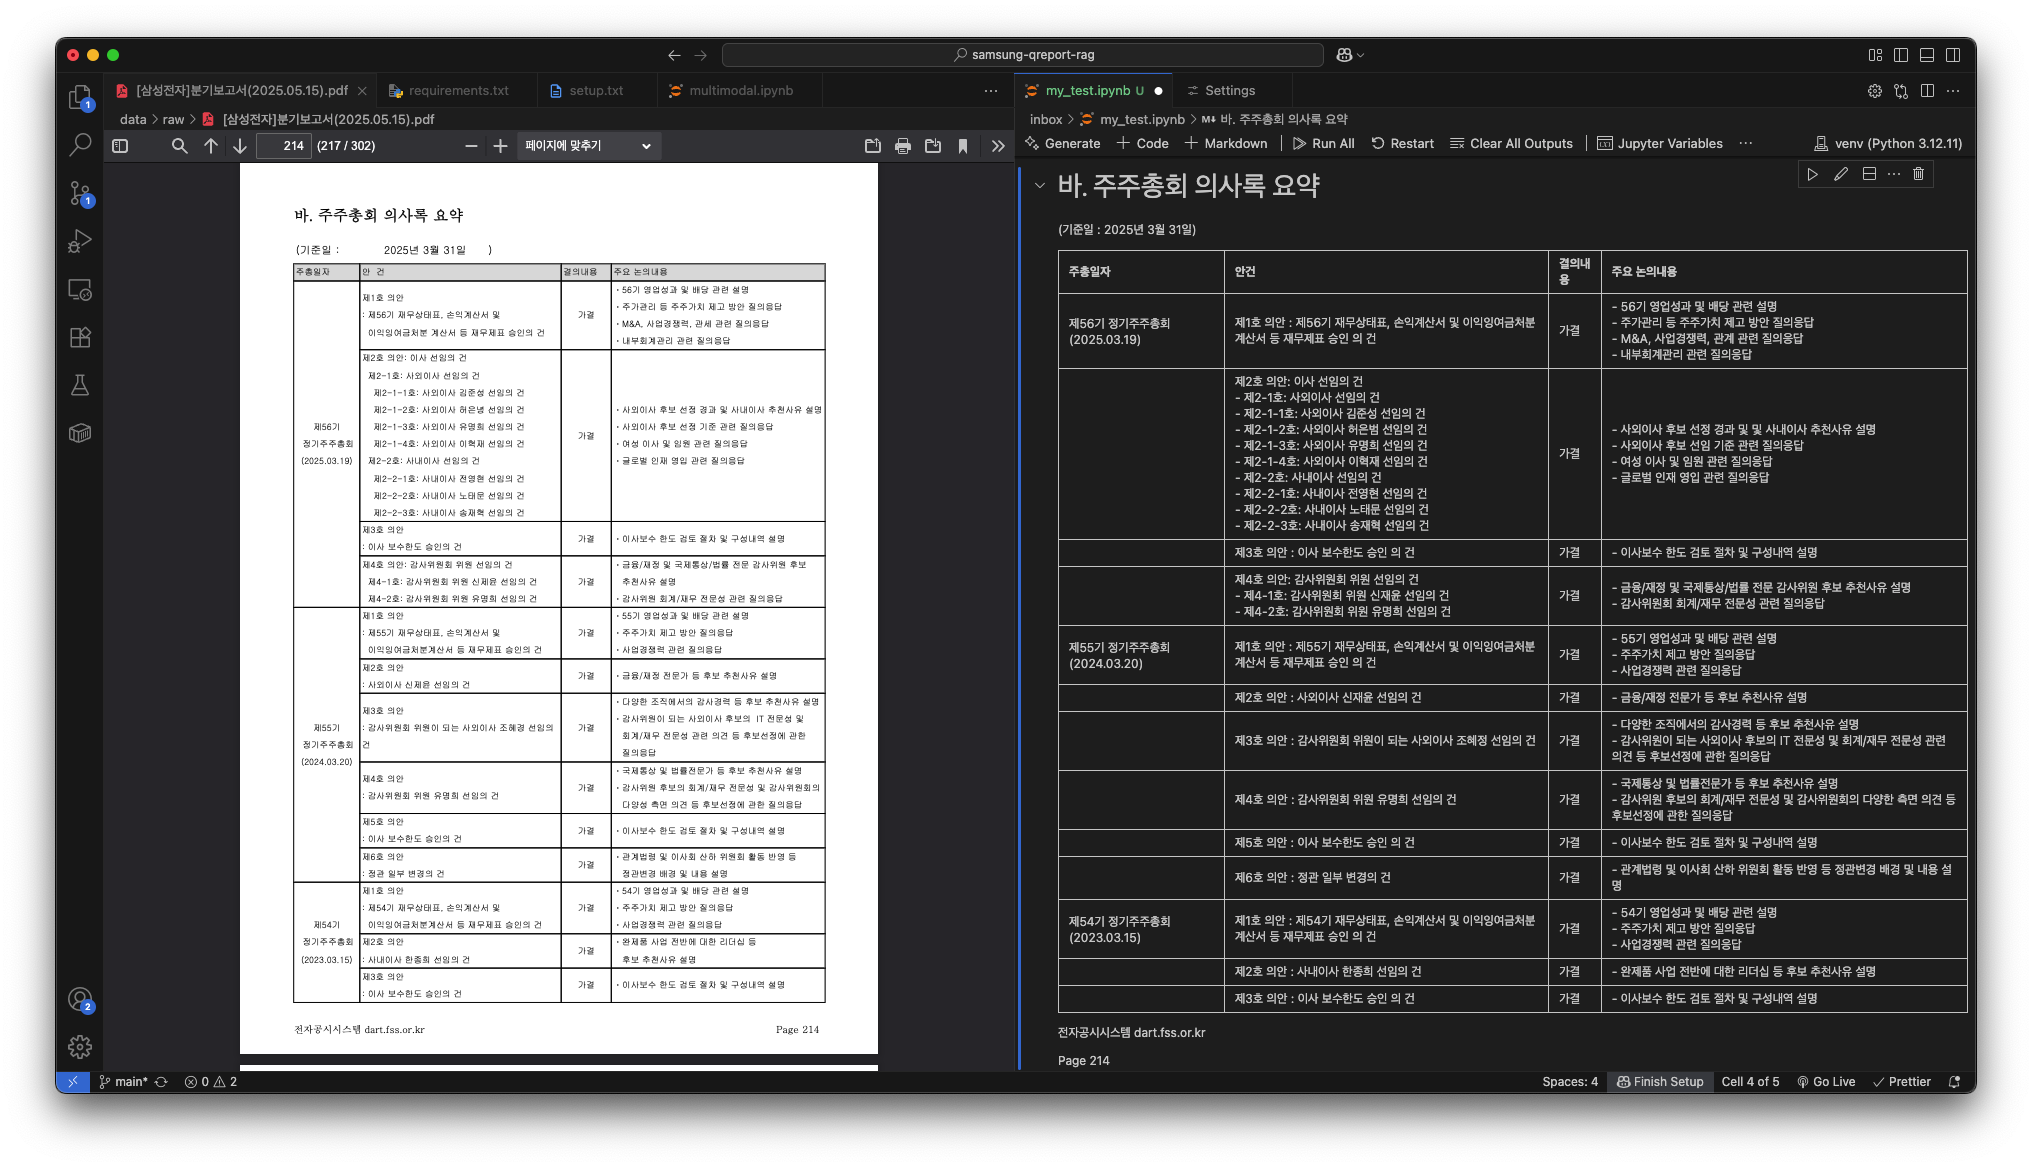 samsung-qreport-rag
[삼성전자]분기보고서(2025.05.15).pdf
requirements.txt
setup.txt
multimodal.ipynb
data > raw > [삼성전자]분기보고서(2025.05.15).pdf
214 (217 / 302)
페이지에 맞추기
바. 주주총회 의사록 요약
(기준일 : 2025년 3월 31일 )
주총일자 안 건 결의내용 주요 논의내용
제56기
정기주주총회
(2025.03.19)
제1호 의안
: 제56기 재무상태표, 손익계산서 및
이익잉여금처분 계산서 등 재무제표 승인의 건
가결
· 56기 영업성과 및 배당 관련 설명
· 주가관리 등 주주가치 제고 방안 질의응답
· M&A, 사업경쟁력, 관세 관련 질의응답
· 내부회계관리 관련 질의응답
제2호 의안: 이사 선임의 건
제2-1호: 사외이사 선임의 건
제2-1-1호: 사외이사 김준성 선임의 건
제2-1-2호: 사외이사 허은녕 선임의 건
제2-1-3호: 사외이사 유명희 선임의 건
제2-1-4호: 사외이사 이혁재 선임의 건
제2-2호: 사내이사 선임의 건
제2-2-1호: 사내이사 전영현 선임의 건
제2-2-2호: 사내이사 노태문 선임의 건
제2-2-3호: 사내이사 송재혁 선임의 건
가결
· 사외이사 후보 선정 경과 및 사내이사 추천사유 설명
· 사외이사 후보 선정 기준 관련 질의응답
· 여성 이사 및 임원 관련 질의응답
· 글로벌 인재 영입 관련 질의응답
제3호 의안
: 이사 보수한도 승인의 건
가결
· 이사보수 한도 검토 절차 및 구성내역 설명
제4호 의안: 감사위원회 위원 선임의 건
제4-1호: 감사위원회 위원 신제윤 선임의 건
제4-2호: 감사위원회 위원 유명희 선임의 건
가결
· 금융/재정 및 국제통상/법률 전문 감사위원 후보
추천사유 설명
· 감사위원 회계/재무 전문성 관련 질의응답
제55기
정기주주총회
(2024.03.20)
제1호 의안
: 제55기 재무상태표, 손익계산서 및
이익잉여금처분계산서 등 재무제표 승인의 건
가결
· 55기 영업성과 및 배당 관련 설명
· 주주가치 제고 방안 질의응답
· 사업경쟁력 관련 질의응답
제2호 의안
: 사외이사 신제윤 선임의 건
가결
· 금융/재정 전문가 등 후보 추천사유 설명
제3호 의안
: 감사위원회 위원이 되는 사외이사 조혜경 선임의
건
가결
· 다양한 조직에서의 감사경력 등 후보 추천사유 설명
· 감사위원이 되는 사외이사 후보의 IT 전문성 및
회계/재무 전문성 관련 의견 등 후보선정에 관한
질의응답
제4호 의안
: 감사위원회 위원 유명희 선임의 건
가결
· 국제통상 및 법률전문가 등 후보 추천사유 설명
· 감사위원 후보의 회계/재무 전문성 및 감사위원회의
다양성 측면 의견 등 후보선정에 관한 질의응답
제5호 의안
: 이사 보수한도 승인의 건
가결
· 이사보수 한도 검토 절차 및 구성내역 설명
제6호 의안
: 정관 일부 변경의 건
가결
· 관계법령 및 이사회 산하 위원회 활동 반영 등
정관변경 배경 및 내용 설명
제54기
정기주주총회
(2023.03.15)
제1호 의안
: 제54기 재무상태표, 손익계산서 및
이익잉여금처분계산서 등 재무제표 승인의 건
가결
· 54기 영업성과 및 배당 관련 설명
· 주주가치 제고 방안 질의응답
· 사업경쟁력 관련 질의응답
제2호 의안
: 사내이사 한종희 선임의 건
가결
· 완제품 사업 전반에 대한 리더십 등
후보 추천사유 설명
제3호 의안
: 이사 보수한도 승인의 건
가결
· 이사보수 한도 검토 절차 및 구성내역 설명
전자공시시스템 dart.fss.or.kr Page 214
my_test.ipynb U
Settings
inbox > my_test.ipynb > M↓ 바. 주주총회 의사록 요약
Generate + Code + Markdown Run All Restart Clear All Outputs Jupyter Variables ... venv (Python 3.12.11)
바. 주주총회 의사록 요약
(기준일 : 2025년 3월 31일)
주총일자 안건 결의내 주요 논의내용
용
제56기 정기주주총회
(2025.03.19)
제1호 의안 : 제56기 재무상태표, 손익계산서 및 이익잉여금처분
계산서 등 재무제표 승인 의 건
가결
- 56기 영업성과 및 배당 관련 설명
- 주가관리 등 주주가치 제고 방안 질의응답
- M&A, 사업경쟁력, 관계 관련 질의응답
- 내부회계관리 관련 질의응답
제2호 의안: 이사 선임의 건
- 제2-1호: 사외이사 선임의 건
- 제2-1-1호: 사외이사 김준성 선임의 건
- 제2-1-2호: 사외이사 허은범 선임의 건
- 제2-1-3호: 사외이사 유명희 선임의 건
- 제2-1-4호: 사외이사 이혁재 선임의 건
- 제2-2호: 사내이사 선임의 건
- 제2-2-1호: 사내이사 전영현 선임의 건
- 제2-2-2호: 사내이사 노태문 선임의 건
- 제2-2-3호: 사내이사 송재혁 선임의 건
가결
- 사외이사 후보 선정 경과 및 및 사내이사 추천사유 설명
- 사외이사 후보 선임 기준 관련 질의응답
- 여성 이사 및 임원 관련 질의응답
- 글로벌 인재 영입 관련 질의응답
제3호 의안 : 이사 보수한도 승인 의 건
가결
- 이사보수 한도 검토 절차 및 구성내역 설명
제4호 의안: 감사위원회 위원 선임의 건
- 제4-1호: 감사위원회 위원 신재윤 선임의 건
- 제4-2호: 감사위원회 위원 유명희 선임의 건
가결
- 금융/재정 및 국제통상/법률 전문 감사위원 후보 추천사유 설명
- 감사위원회 회계/재무 전문성 관련 질의응답
제55기 정기주주총회
(2024.03.20)
제1호 의안 : 제55기 재무상태표, 손익계산서 및 이익잉여금처분
계산서 등 재무제표 승인 의 건
가결
- 55기 영업성과 및 배당 관련 설명
- 주주가치 제고 방안 질의응답
- 사업경쟁력 관련 질의응답
제2호 의안 : 사외이사 신재윤 선임의 건
가결
- 금융/재정 전문가 등 후보 추천사유 설명
제3호 의안 : 감사위원회 위원이 되는 사외이사 조혜정 선임의 건
가결
- 다양한 조직에서의 감사경력 등 후보 추천사유 설명
- 감사위원이 되는 사외이사 후보의 IT 전문성 및 회계/재무 전문성 관련
의견 등 후보선정에 관한 질의응답
제4호 의안 : 감사위원회 위원 유명희 선임의 건
가결
- 국제통상 및 법률전문가 등 후보 추천사유 설명
- 감사위원 후보의 회계/재무 전문성 및 감사위원회의 다양한 측면 의견 등
후보선정에 관한 질의응답
제5호 의안 : 이사 보수한도 승인 의 건
가결
- 이사보수 한도 검토 절차 및 구성내역 설명
제6호 의안 : 정관 일부 변경의 건
가결
- 관계법령 및 이사회 산하 위원회 활동 반영 등 정관변경 배경 및 내용 설
명
제54기 정기주주총회
(2023.03.15)
제1호 의안 : 제54기 재무상태표, 손익계산서 및 이익잉여금처분
계산서 등 재무제표 승인 의 건
가결
- 54기 영업성과 및 배당 관련 설명
- 주주가치 제고 방안 질의응답
- 사업경쟁력 관련 질의응답
제2호 의안 : 사내이사 한종희 선임의 건
가결
- 완제품 사업 전반에 대한 리더십 등 후보 추천사유 설명
제3호 의안 : 이사 보수한도 승인 의 건
가결
- 이사보수 한도 검토 절차 및 구성내역 설명
전자공시시스템 dart.fss.or.kr
Page 214
1
1
2
main* 0 2
Spaces: 4 Finish Setup Cell 4 of 5 Go Live Prettier